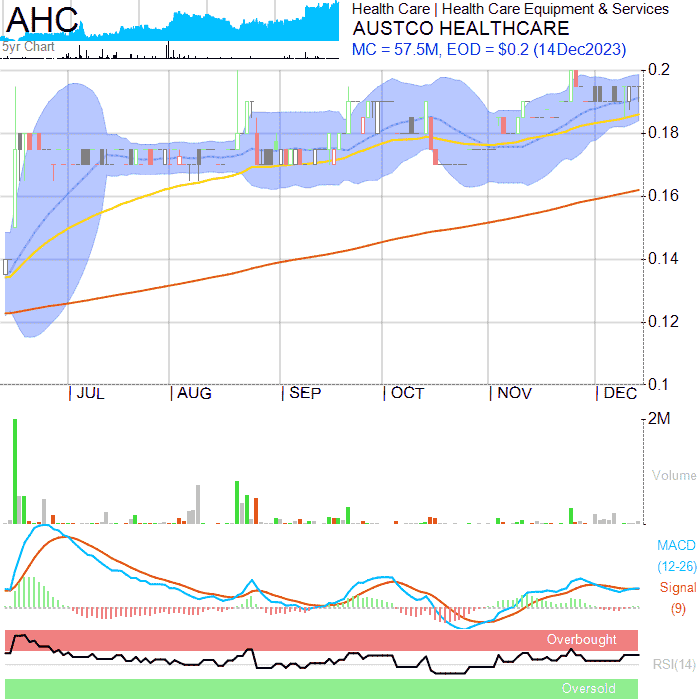 AHC
5yr Chart
Health Care | Health Care Equipment & Services
AUSTCO HEALTHCARE
MC = 57.5M, EOD = $0.2 (14Dec2023)
0.2
0.18
0.16
0.14
0.12
0.1
JUL AUG SEP OCT NOV DEC
2M
Volume
MACD
(12-26)
Signal
(9)
Overbought
RSI(14)
Oversold